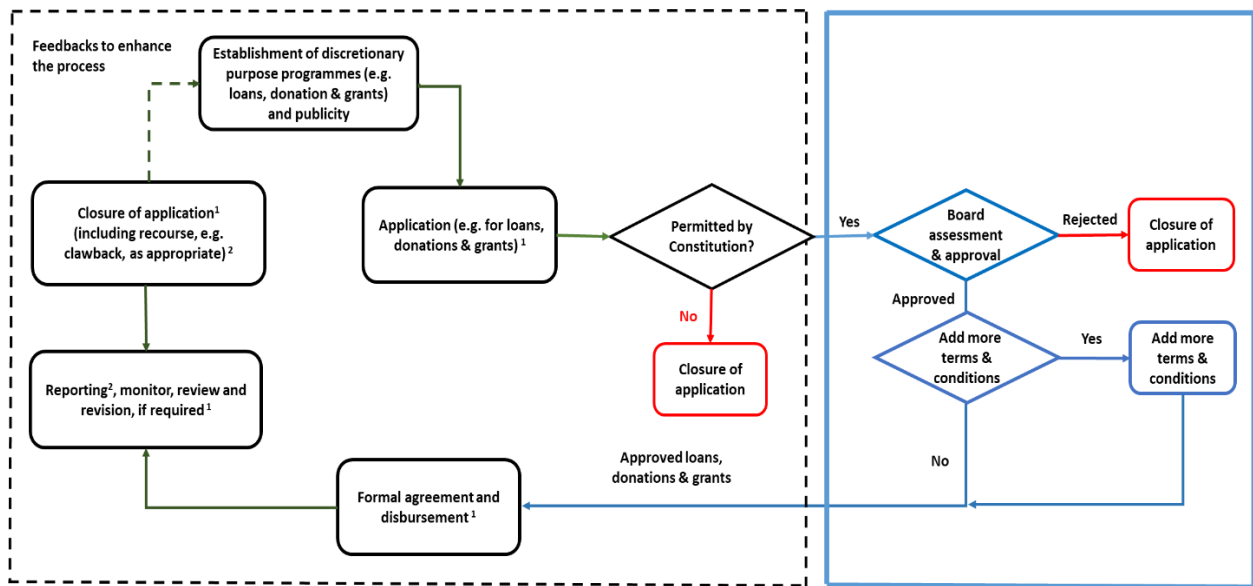 Feedbacks to enhance
the process
Establishment of discretionary
purpose programmes (e.g.
loans, donation & grants)
and publicity
Closure of application¹
(including recourse, e.g.
clawback, as appropriate) ²
Application (e.g. for loans,
donations & grants) ¹
Permitted by
Constitution?
Yes
Board
assessment
& approval
Rejected
Closure of
application
No
Closure of
application
Approved
Add more
terms &
conditions
Yes
Add more
terms &
conditions
Reporting², monitor, review and
revision, if required ¹
No
Approved loans,
donations & grants
Formal agreement and
disbursement ¹